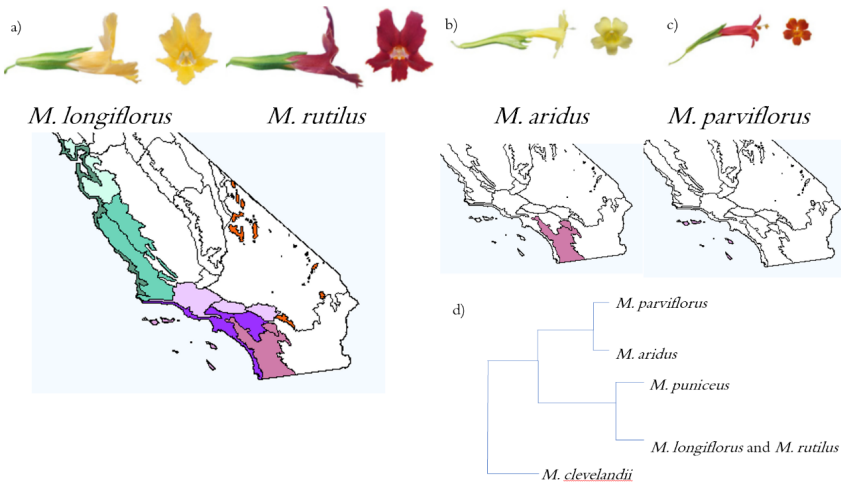 a)
b)
c)
M. longiflorus
M. rutilus
M. aridus
M. parviflorus
d)
M. parviflorus
M. aridus
M. puniceus
M. longiflorus and M. rutilus
M. clevelandii